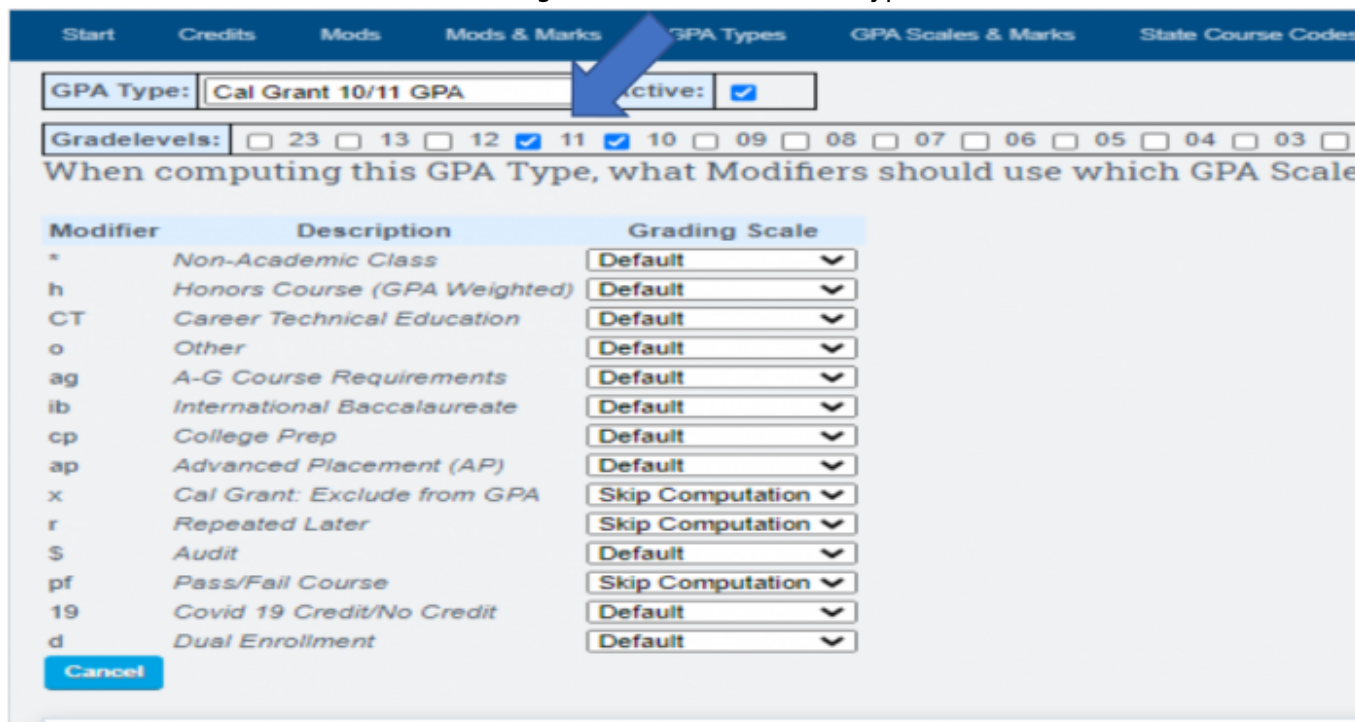 Start Credits Mods Mods & Marks GPA Types GPA Scales & Marks State Course Codes
GPA Type: Cal Grant 10/11 GPA Active:
Gradelevels: 23 13 12 11 10 09 08 07 06 05 04 03
When computing this GPA Type, what Modifiers should use which GPA Scale
Modifier Description Grading Scale
* Non-Academic Class Default
h Honors Course (GPA Weighted) Default
CT Career Technical Education Default
o Other Default
ag A-G Course Requirements Default
ib International Baccalaureate Default
cp College Prep Default
ap Advanced Placement (AP) Default
x Cal Grant: Exclude from GPA Skip Computation
r Repeated Later Skip Computation
$ Audit Default
pf Pass/Fail Course Skip Computation
19 Covid 19 Credit/No Credit Default
d Dual Enrollment Default
Cancel